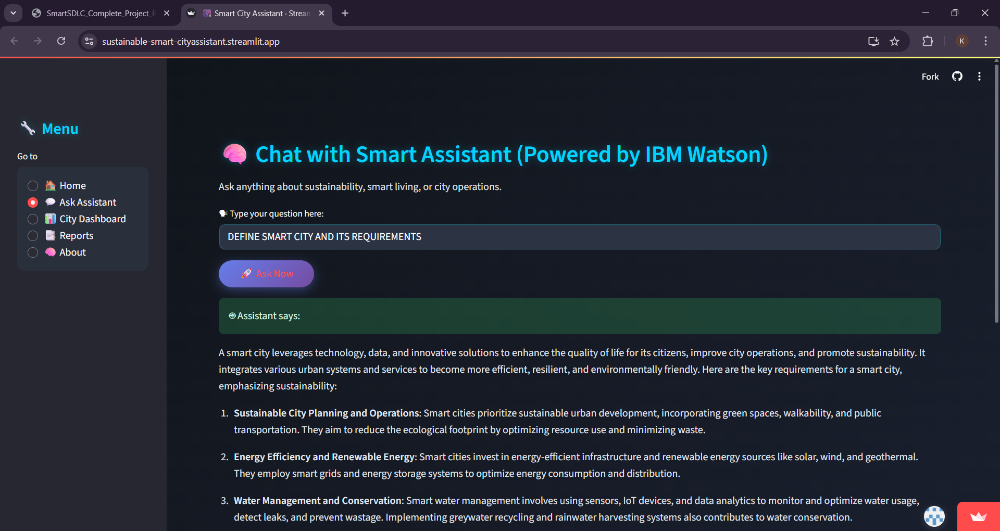 SmartSDLC_Complete_Project_R
Smart City Assistant · Stream
sustainable-smart-cityassistant.streamlit.app
K
Fork
Menu
Go to
Home
Ask Assistant
City Dashboard
Reports
About
Chat with Smart Assistant (Powered by IBM Watson)
Ask anything about sustainability, smart living, or city operations.
Type your question here:
DEFINE SMART CITY AND ITS REQUIREMENTS
Ask Now
Assistant says:
A smart city leverages technology, data, and innovative solutions to enhance the quality of life for its citizens, improve city operations, and promote sustainability. It
integrates various urban systems and services to become more efficient, resilient, and environmentally friendly. Here are the key requirements for a smart city,
emphasizing sustainability:
1. Sustainable City Planning and Operations: Smart cities prioritize sustainable urban development, incorporating green spaces, walkability, and public
transportation. They aim to reduce the ecological footprint by optimizing resource use and minimizing waste.
2. Energy Efficiency and Renewable Energy: Smart cities invest in energy-efficient infrastructure and renewable energy sources like solar, wind, and geothermal.
They employ smart grids and energy storage systems to optimize energy consumption and distribution.
3. Water Management and Conservation: Smart water management involves using sensors, IoT devices, and data analytics to monitor and optimize water usage,
detect leaks, and prevent wastage. Implementing greywater recycling and rainwater harvesting systems also contributes to water conservation.